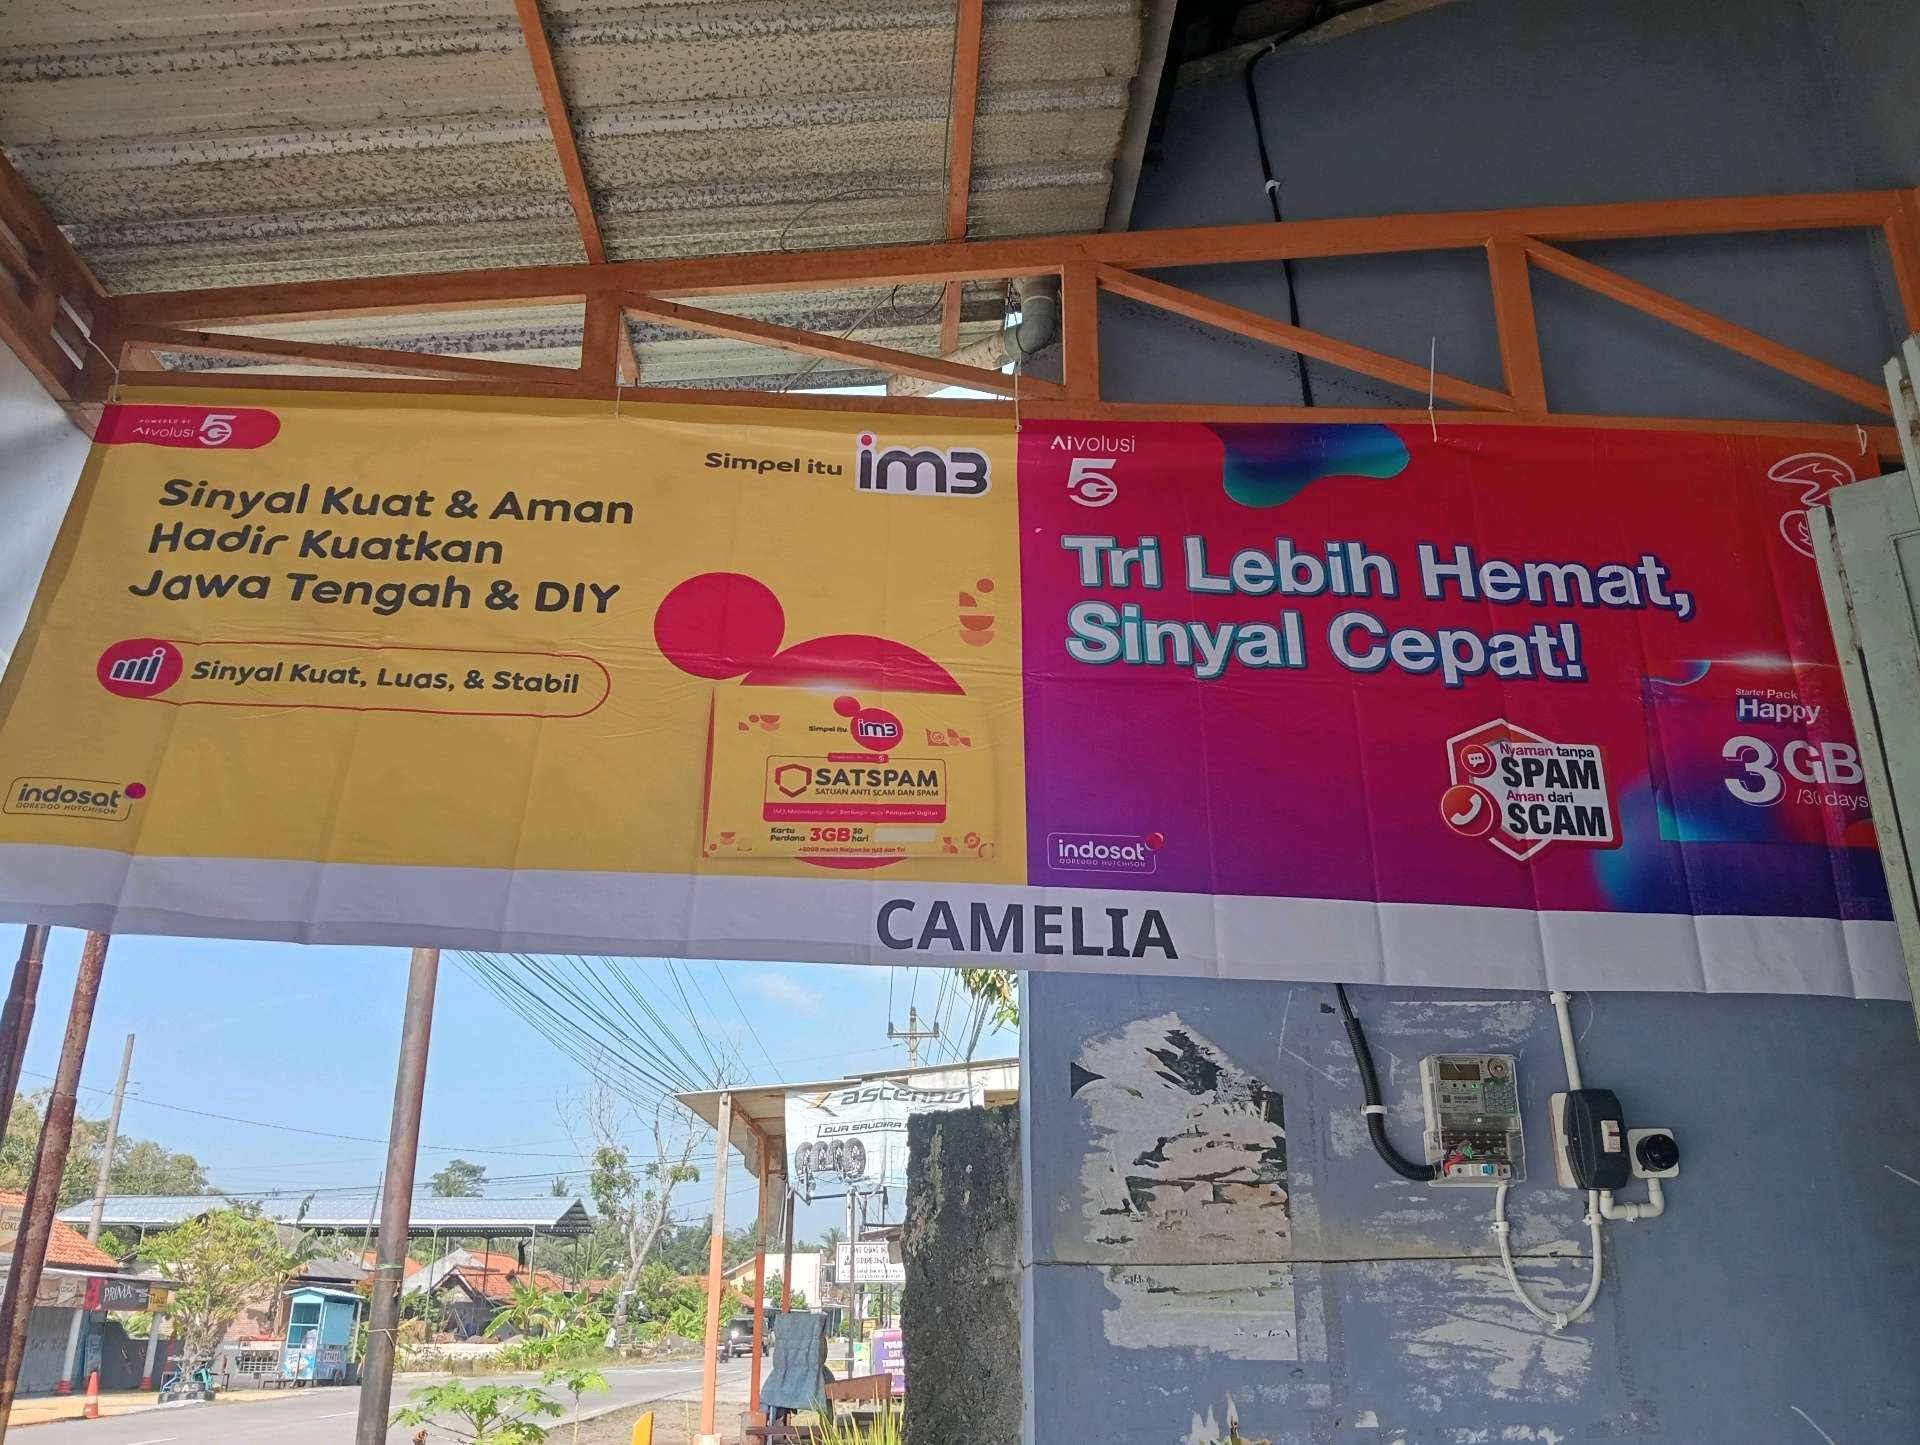 POWERED BY
AIVOLUSI 5G
Simpel itu im3
Sinyal Kuat & Aman
Hadir Kuatkan
Jawa Tengah & DIY
Sinyal Kuat, Luas, & Stabil
indosat
OOREDOO HUTCHISON
Simpel itu im3
SATSPAM
SATUAN ANTI SCAM DAN SPAM
Kartu Perdana 3GB 30 hari
AIVOLUSI
5G
Tri Lebih Hemat,
Sinyal Cepat!
Starter Pack
Happy
3GB
/30 days
Nyaman tanpa
SPAM
Aman dari
SCAM
indosat
OOREDOO HUTCHISON
CAMELIA
ascendo
DUA SAUDARA
PRIMA